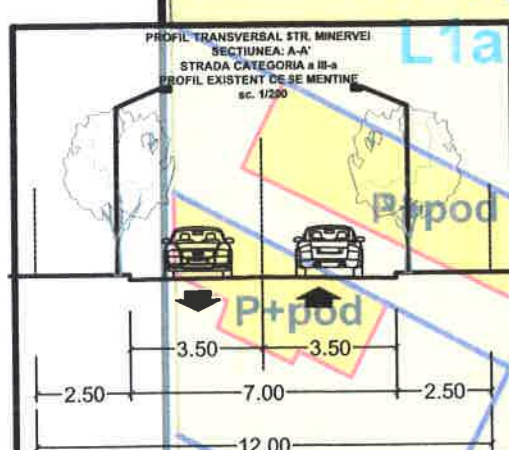 PROFIL TRANSVERSAL STR. MINERVEI
SECTIUNEA: A-A'
STRADA CATEGORIA a III-a
PROFIL EXISTENT CE SE MENTINE
sc. 1/200
L1a
P+pod
P+pod
3.50 3.50
2.50 7.00 2.50
12.00